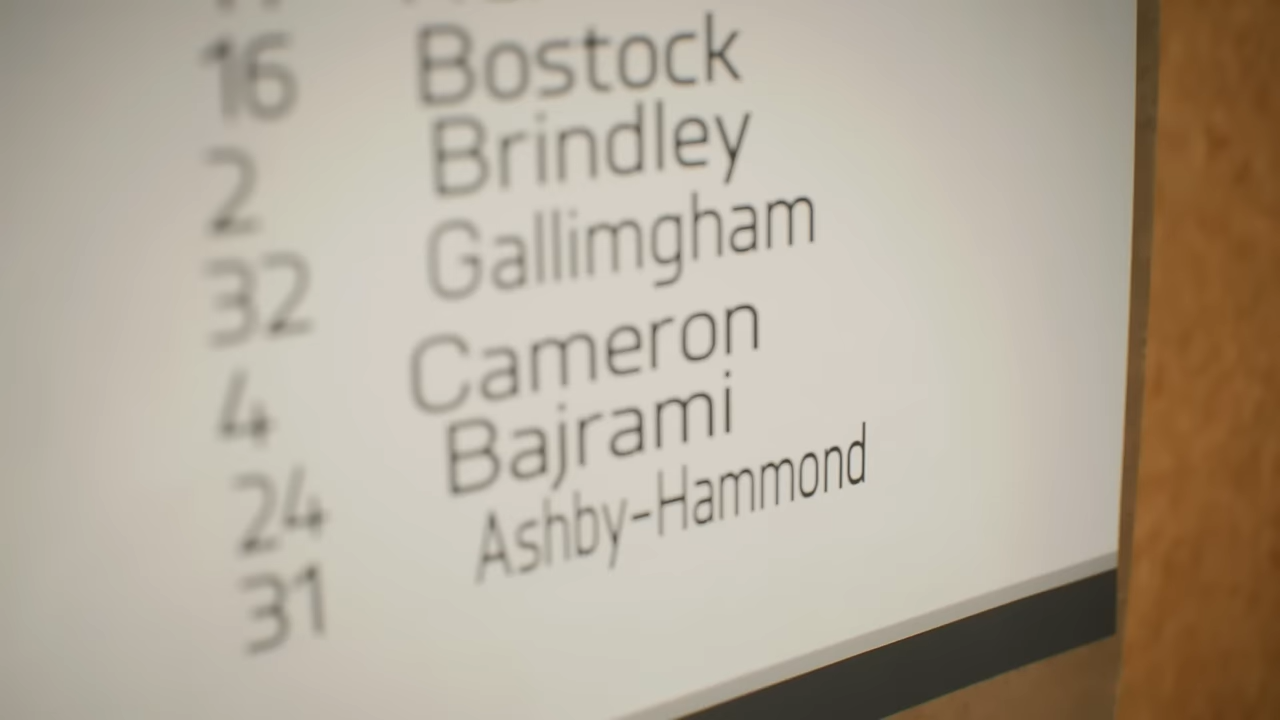 16 Bostock
2 Brindley
32 Gallimgham
4 Cameron
24 Bajrami
31 Ashby-Hammond